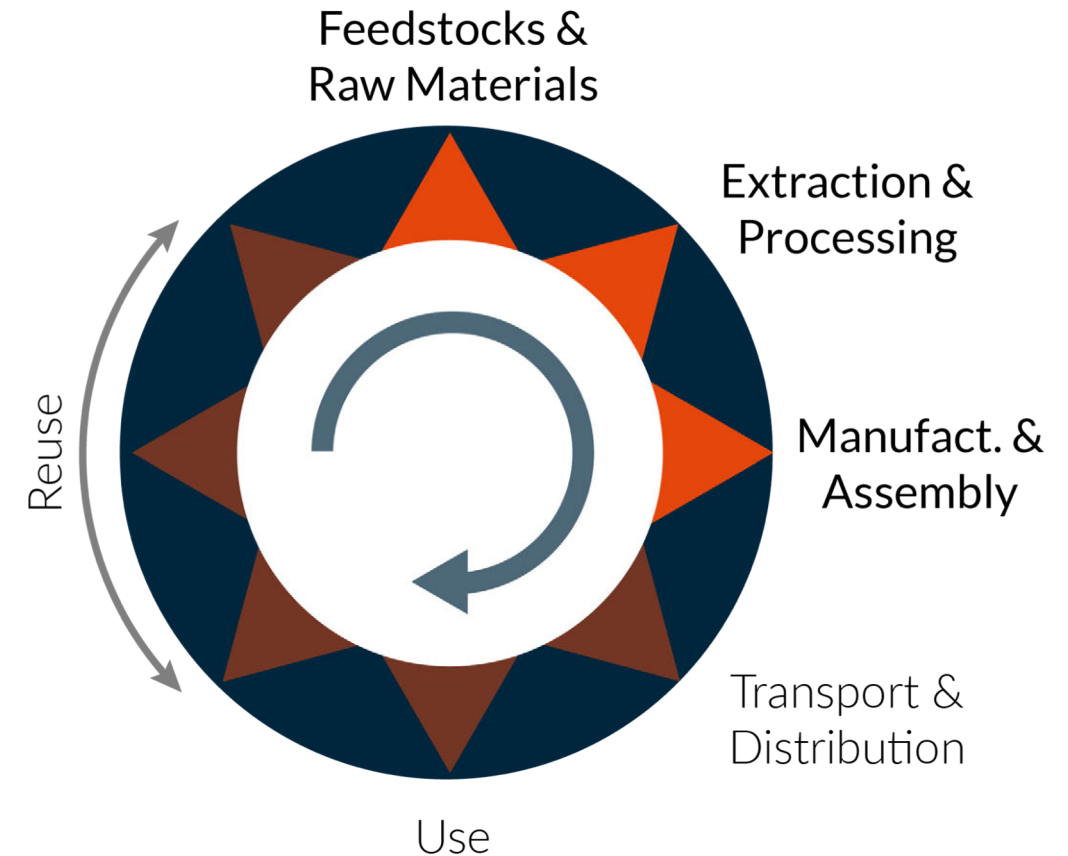 Feedstocks &
Raw Materials
Extraction &
Processing
Manufact. &
Assembly
Transport &
Distribution
Use
Reuse